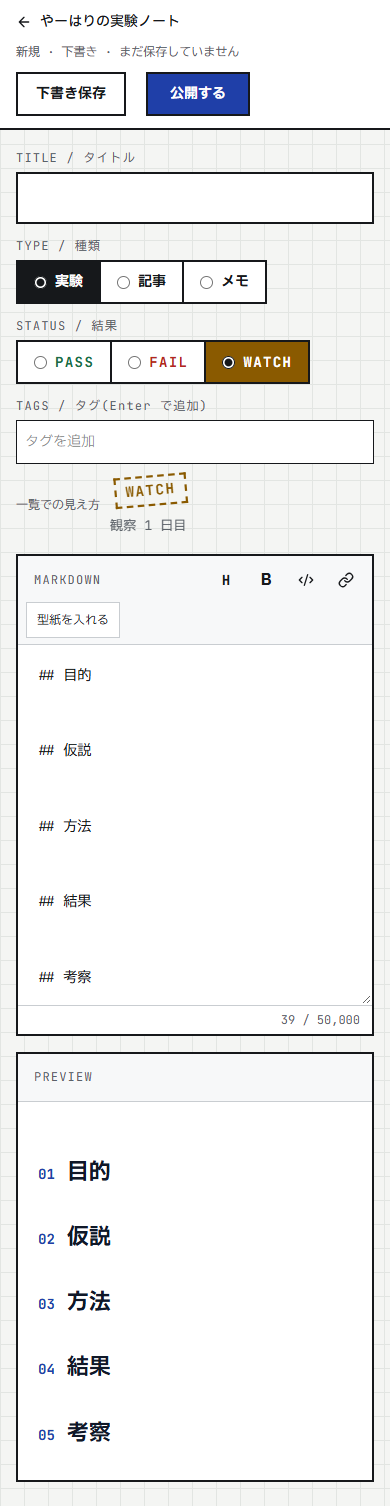 ← やーはりの実験ノート
新規 · 下書き · まだ保存していません
下書き保存 公開する
TITLE / タイトル
TYPE / 種類
実験 記事 メモ
STATUS / 結果
PASS FAIL WATCH
TAGS / タグ(Enter で追加)
タグを追加
一覧での見え方 WATCH
観察 1 日目
MARKDOWN H B </>
型紙を入れる
## 目的
## 仮説
## 方法
## 結果
## 考察
39 / 50,000
PREVIEW
01 目的
02 仮説
03 方法
04 結果
05 考察